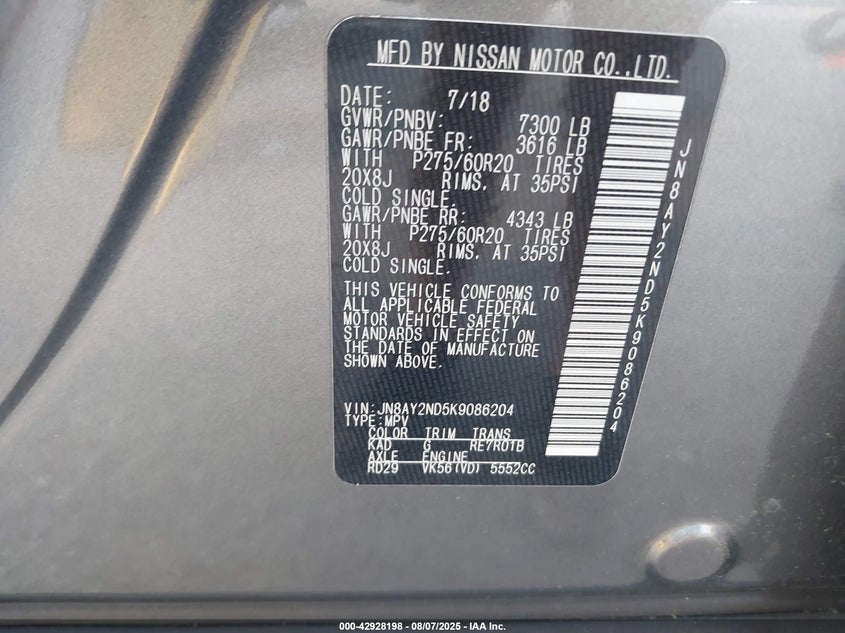 MFD BY NISSAN MOTOR CO.,LTD.
DATE: 7/18
GVWR/PNBV: 7300 LB
GAWR/PNBE FR: 3616 LB
WITH P275/60R20 TIRES
20X8J RIMS, AT 35PSI
COLD SINGLE.
GAWR/PNBE RR: 4343 LB
WITH P275/60R20 TIRES
20X8J RIMS, AT 35PSI
COLD SINGLE.
THIS VEHICLE CONFORMS TO
ALL APPLICABLE FEDERAL
MOTOR VEHICLE SAFETY
STANDARDS IN EFFECT ON
THE DATE OF MANUFACTURE
SHOWN ABOVE.
VIN:JN8AY2ND5K9086204
TYPE:MPV
COLOR TRIM TRANS
KAD G RE7R01B
AXLE ENGINE
RD29 VK56(VD) 5552CC
JN8AY2ND5K9086204
000-42928198 - 08/07/2025 - IAA Inc.